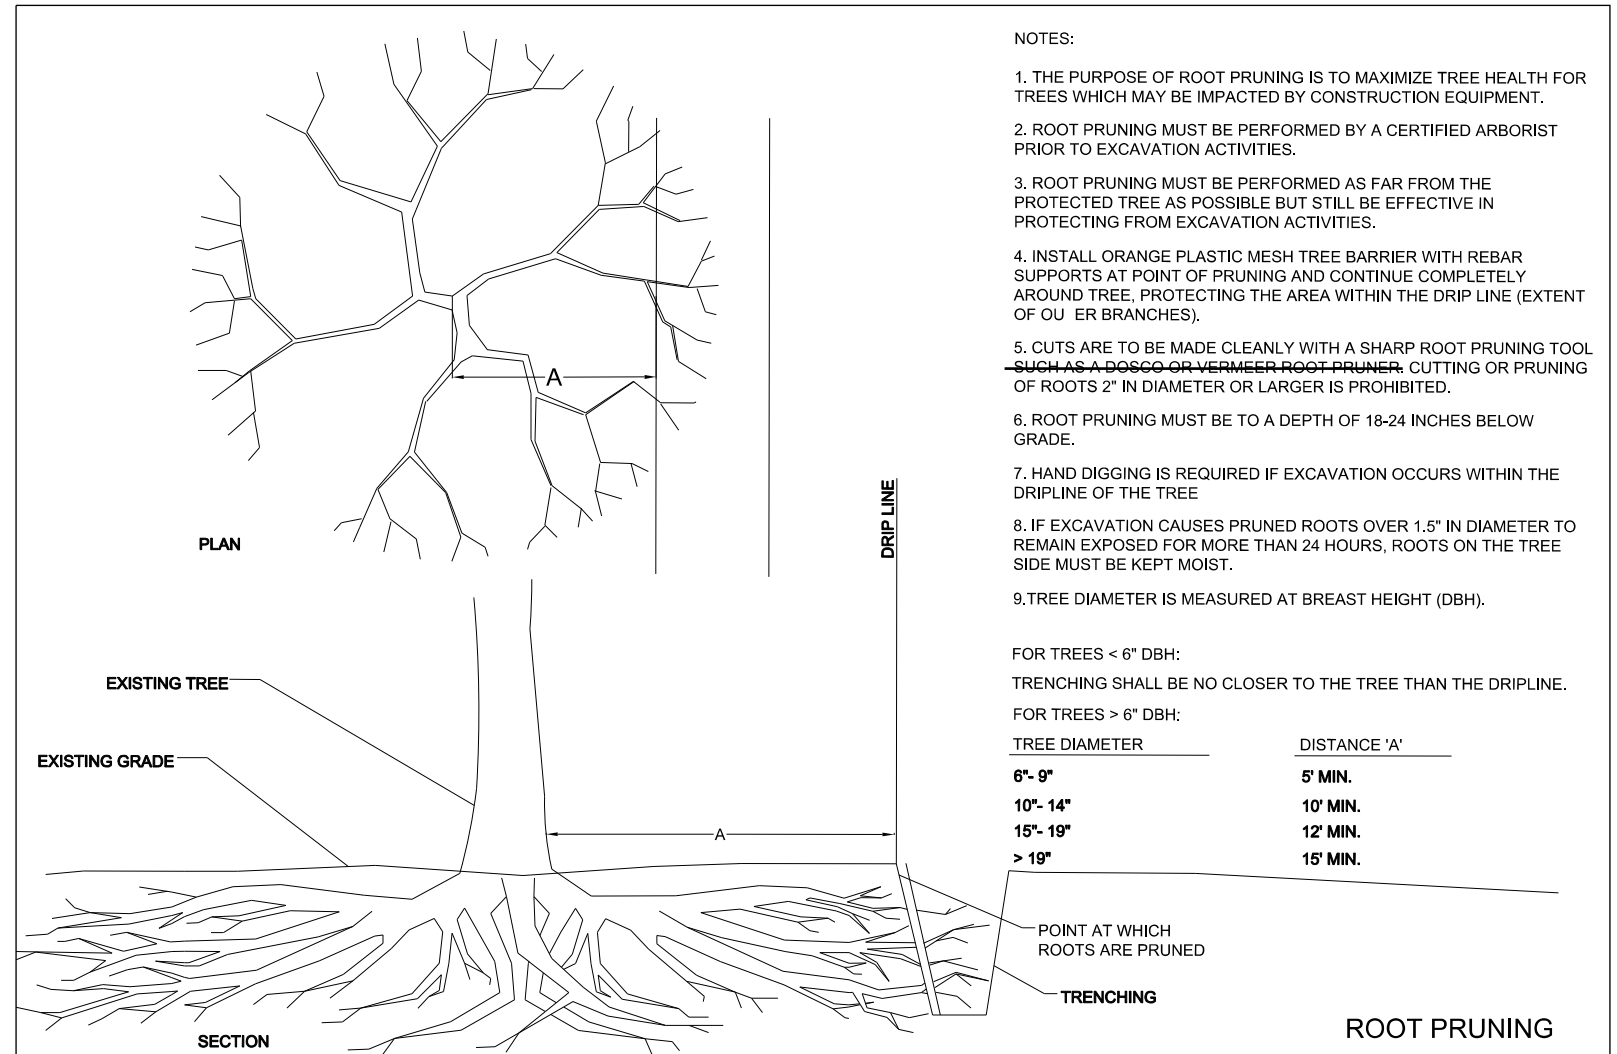 NOTES:
1. THE PURPOSE OF ROOT PRUNING IS TO MAXIMIZE TREE HEALTH FOR
TREES WHICH MAY BE IMPACTED BY CONSTRUCTION EQUIPMENT.
2. ROOT PRUNING MUST BE PERFORMED BY A CERTIFIED ARBORIST
PRIOR TO EXCAVATION ACTIVITIES.
3. ROOT PRUNING MUST BE PERFORMED AS FAR FROM THE
PROTECTED TREE AS POSSIBLE BUT STILL BE EFFECTIVE IN
PROTECTING FROM EXCAVATION ACTIVITIES.
4. INSTALL ORANGE PLASTIC MESH TREE BARRIER WITH REBAR
SUPPORTS AT POINT OF PRUNING AND CONTINUE COMPLETELY
AROUND TREE, PROTECTING THE AREA WITHIN THE DRIP LINE (EXTENT
OF OU ER BRANCHES).
5. CUTS ARE TO BE MADE CLEANLY WITH A SHARP ROOT PRUNING TOOL
SUCH AS A DOSCO OR VERMEER ROOT PRUNER. CUTTING OR PRUNING
OF ROOTS 2" IN DIAMETER OR LARGER IS PROHIBITED.
6. ROOT PRUNING MUST BE TO A DEPTH OF 18-24 INCHES BELOW
GRADE.
7. HAND DIGGING IS REQUIRED IF EXCAVATION OCCURS WITHIN THE
DRIPLINE OF THE TREE
8. IF EXCAVATION CAUSES PRUNED ROOTS OVER 1.5" IN DIAMETER TO
REMAIN EXPOSED FOR MORE THAN 24 HOURS, ROOTS ON THE TREE
SIDE MUST BE KEPT MOIST.
9.TREE DIAMETER IS MEASURED AT BREAST HEIGHT (DBH).
FOR TREES < 6" DBH:
TRENCHING SHALL BE NO CLOSER TO THE TREE THAN THE DRIPLINE.
FOR TREES > 6" DBH:
TREE DIAMETER DISTANCE 'A'
6"- 9" 5' MIN.
10"- 14" 10' MIN.
15"- 19" 12' MIN.
> 19" 15' MIN.
A
PLAN
DRIP LINE
EXISTING TREE
EXISTING GRADE
A
POINT AT WHICH
ROOTS ARE PRUNED
TRENCHING
SECTION
ROOT PRUNING